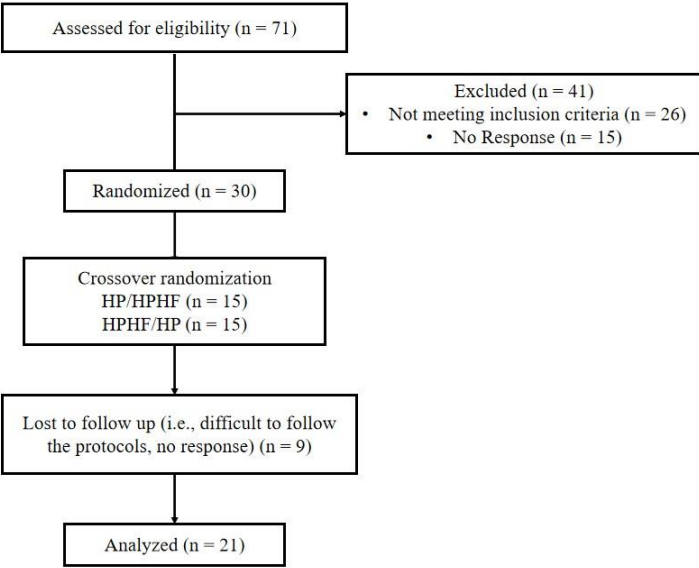 Assessed for eligibility (n = 71)
Excluded (n = 41)
• Not meeting inclusion criteria (n = 26)
• No Response (n = 15)
Randomized (n = 30)
Crossover randomization
HP/HPHF (n = 15)
HPHF/HP (n = 15)
Lost to follow up (i.e., difficult to follow
the protocols, no response) (n = 9)
Analyzed (n = 21)